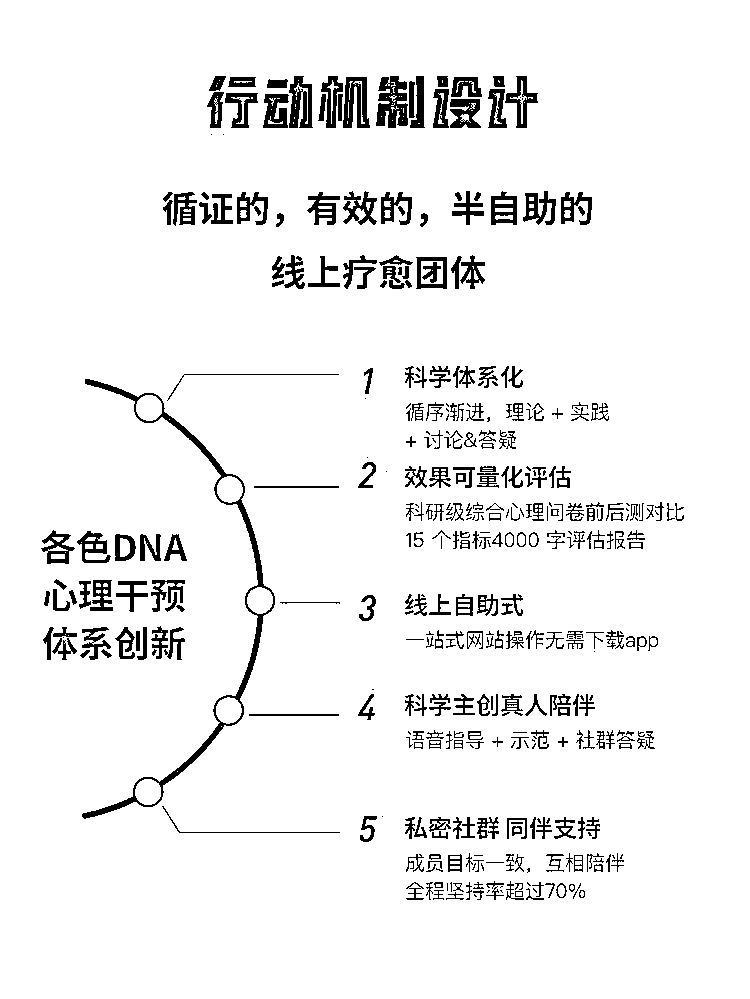 行动机制设计
循证的，有效的，半自助的
线上疗愈团体
各色DNA
心理干预
体系创新
1 科学体系化
循序渐进，理论 + 实践
+ 讨论&答疑
2 效果可量化评估
科研级综合心理问卷前后测对比
15 个指标4000 字评估报告
3 线上自助式
一站式网站操作无需下载app
4 科学主创真人陪伴
语音指导 + 示范 + 社群答疑
5 私密社群 同伴支持
成员目标一致，互相陪伴
全程坚持率超过70%